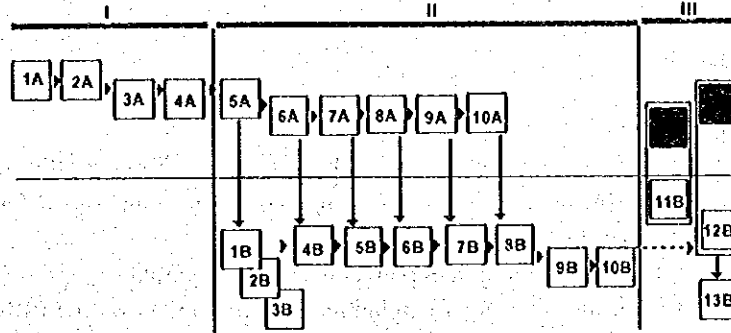 I II III
1A 2A 3A 4A 5A 6A 7A 8A 9A 10A
11B
1B 4B 5B 6B 7B 8B 12B
2B 9B 10B
3B 13B